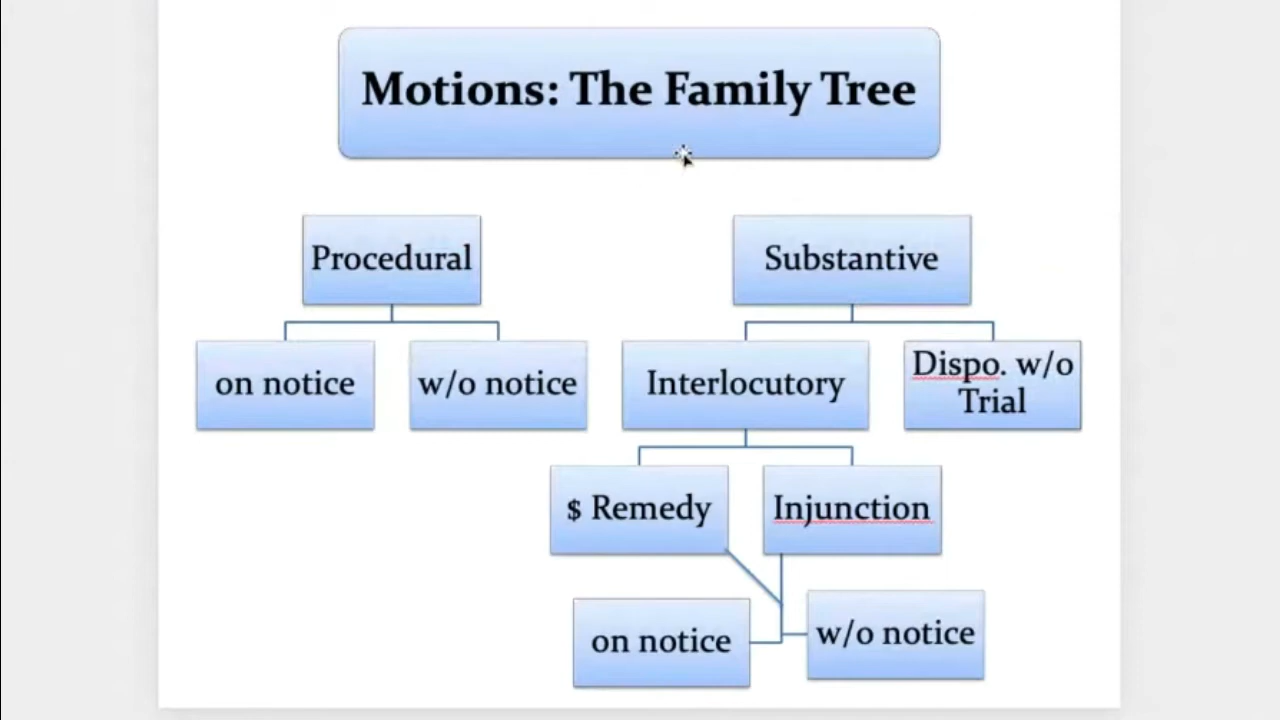 Motions: The Family Tree
Procedural
Substantive
on notice
w/o notice
Interlocutory
Dispo. w/o
Trial
$ Remedy
Injunction
on notice
w/o notice